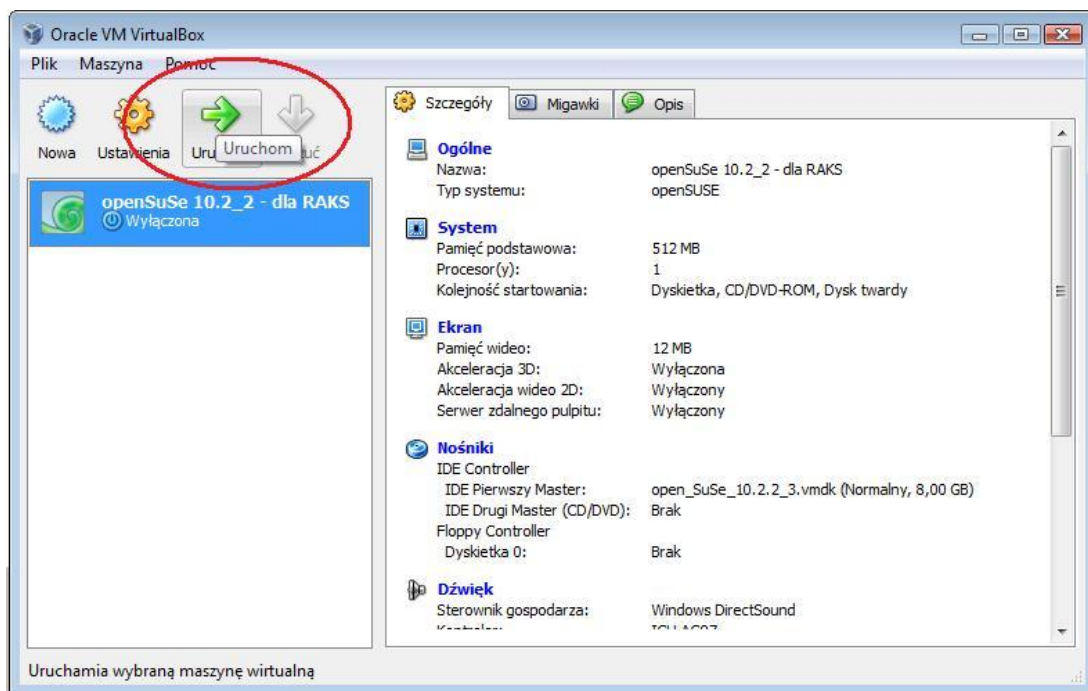 Oracle VM VirtualBox
Plik Maszyna Pomoc
Nowa Ustawienia Uruchom
Szczegóły Migawki Opis
openSuSe 10.2_2 - dla RAKS
Wyłączona
Ogólne
Nazwa: openSuSe 10.2_2 - dla RAKS
Typ systemu: openSUSE
System
Pamięć podstawowa: 512 MB
Procesor(y): 1
Kolejność startowania: Dyskietka, CD/DVD-ROM, Dysk twardy
Ekran
Pamięć wideo: 12 MB
Akceleracja 3D: Wyłączona
Akceleracja wideo 2D: Wyłączony
Serwer zdalnego pulpitu: Wyłączony
Nośniki
IDE Controller
IDE Pierwszy Master: open_SuSe_10.2.2_3.vmdk (Normalny, 8,00 GB)
IDE Drugi Master (CD/DVD): Brak
Floppy Controller
Dyskietka 0: Brak
Dźwięk
Sterownik gospodarza: Windows DirectSound
Uruchamia wybraną maszynę wirtualną